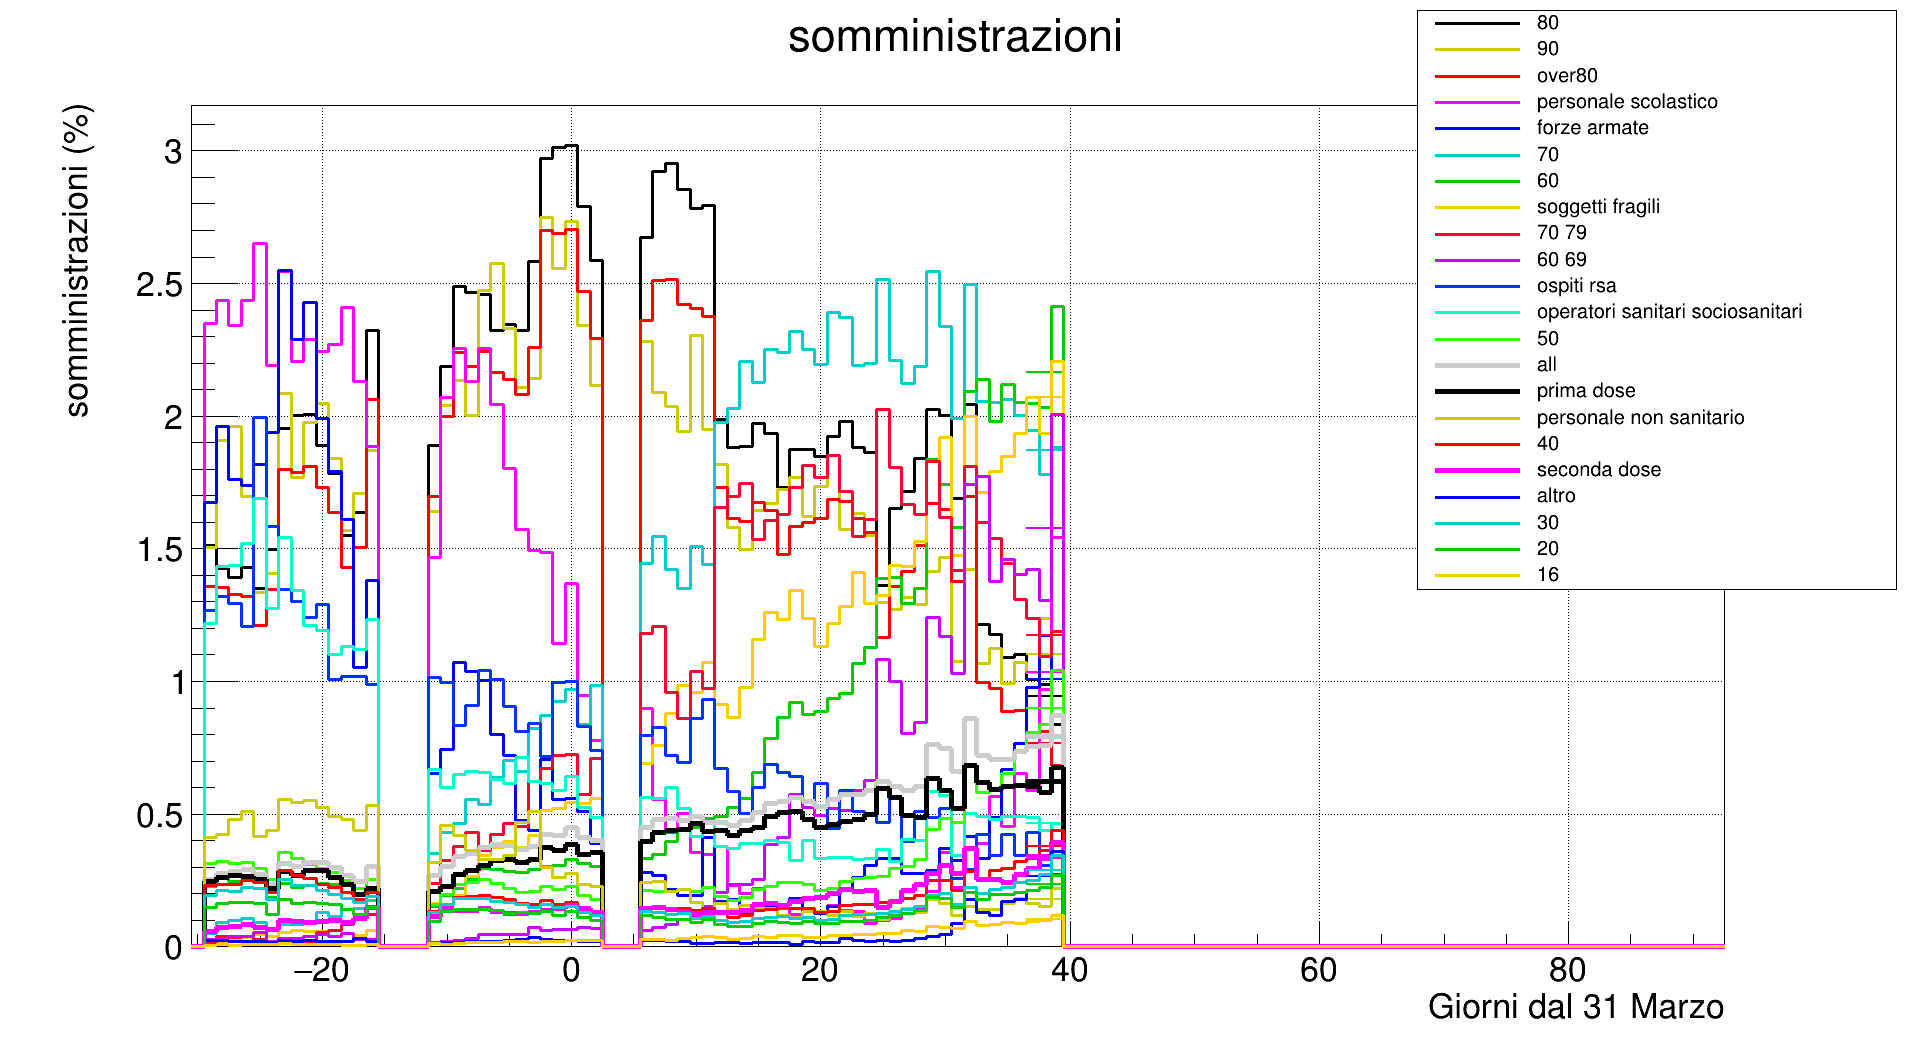 somministrazioni
80
90
over80
personale scolastico
forze armate
70
60
soggetti fragili
70 79
60 69
ospiti rsa
operatori sanitari sociosanitari
50
all
prima dose
personale non sanitario
40
seconda dose
altro
30
20
16
somministrazioni (%)
3
2.5
2
1.5
1
0.5
0
−20
0
20
40
60
80
Giorni dal 31 Marzo